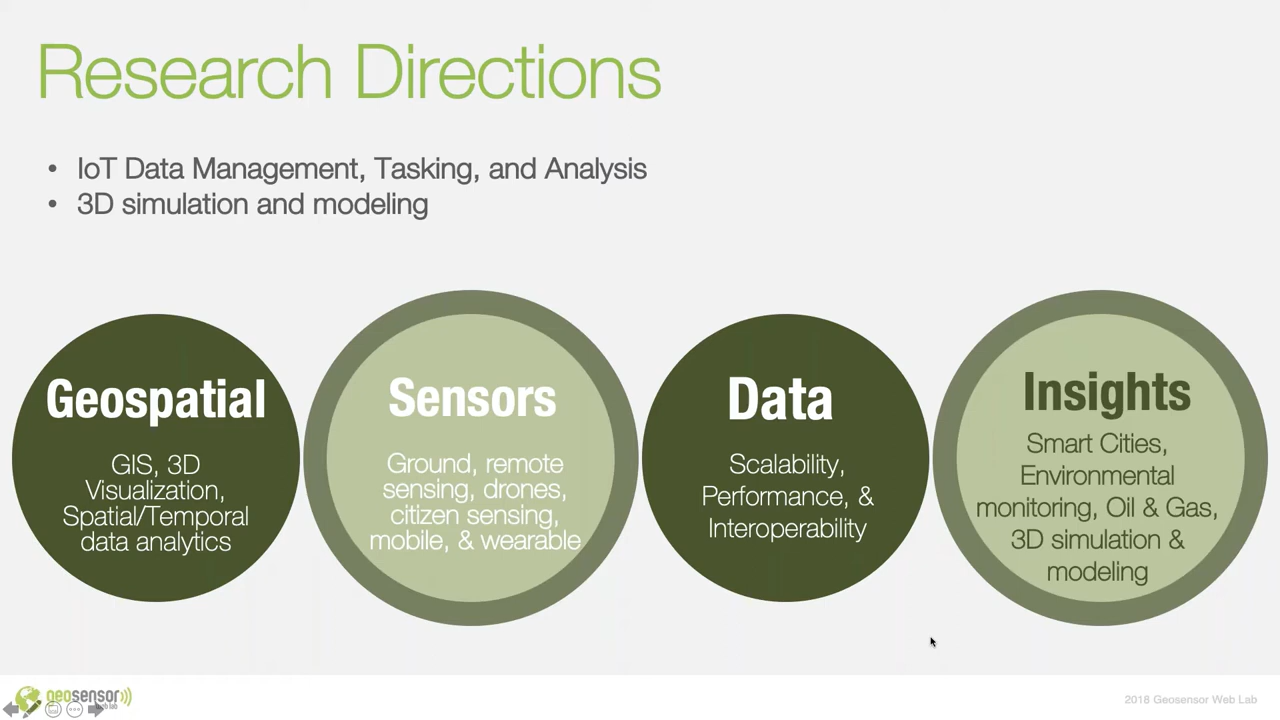 Research Directions
• IoT Data Management, Tasking, and Analysis
• 3D simulation and modeling
Geospatial
GIS, 3D
Visualization,
Spatial/Temporal
data analytics
Sensors
Ground, remote
sensing, drones,
citizen sensing,
mobile, & wearable
Data
Scalability,
Performance, &
Interoperability
Insights
Smart Cities,
Environmental
monitoring, Oil & Gas,
3D simulation &
modeling
geosensor
web lab
2018 Geosensor Web Lab